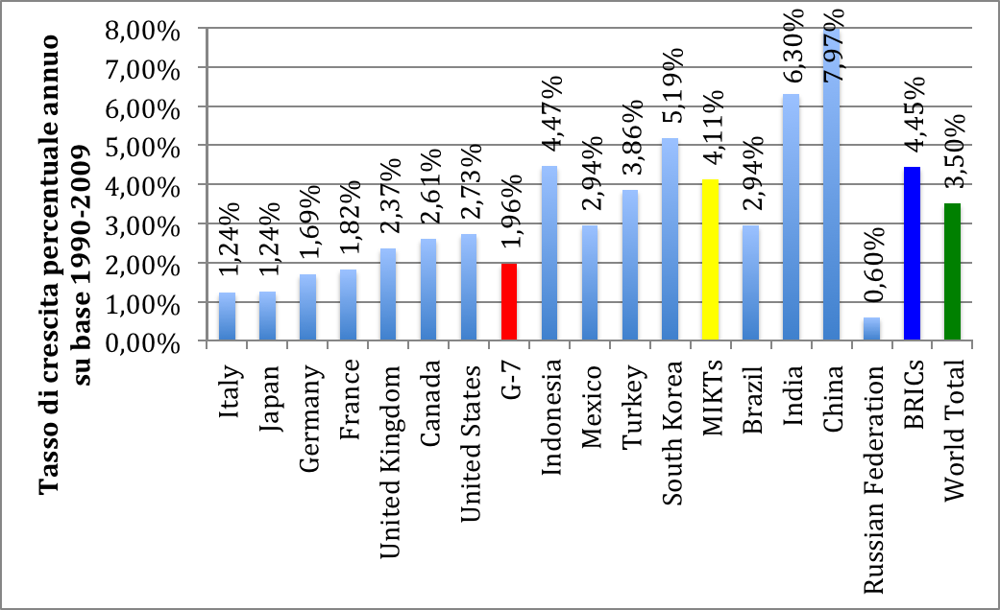 Tasso di crescita percentuale annuo
su base 1990-2009
8,00%
7,00%
6,00%
5,00%
4,00%
3,00%
2,00%
1,00%
0,00%
1,24%
1,24%
1,69%
1,82%
2,37%
2,61%
2,73%
1,96%
4,47%
2,94%
3,86%
5,19%
4,11%
2,94%
6,30%
7,97%
0,60%
4,45%
3,50%
Italy
Japan
Germany
France
United Kingdom
Canada
United States
G-7
Indonesia
Mexico
Turkey
South Korea
MIKTs
Brazil
India
China
Russian Federation
BRICs
World Total